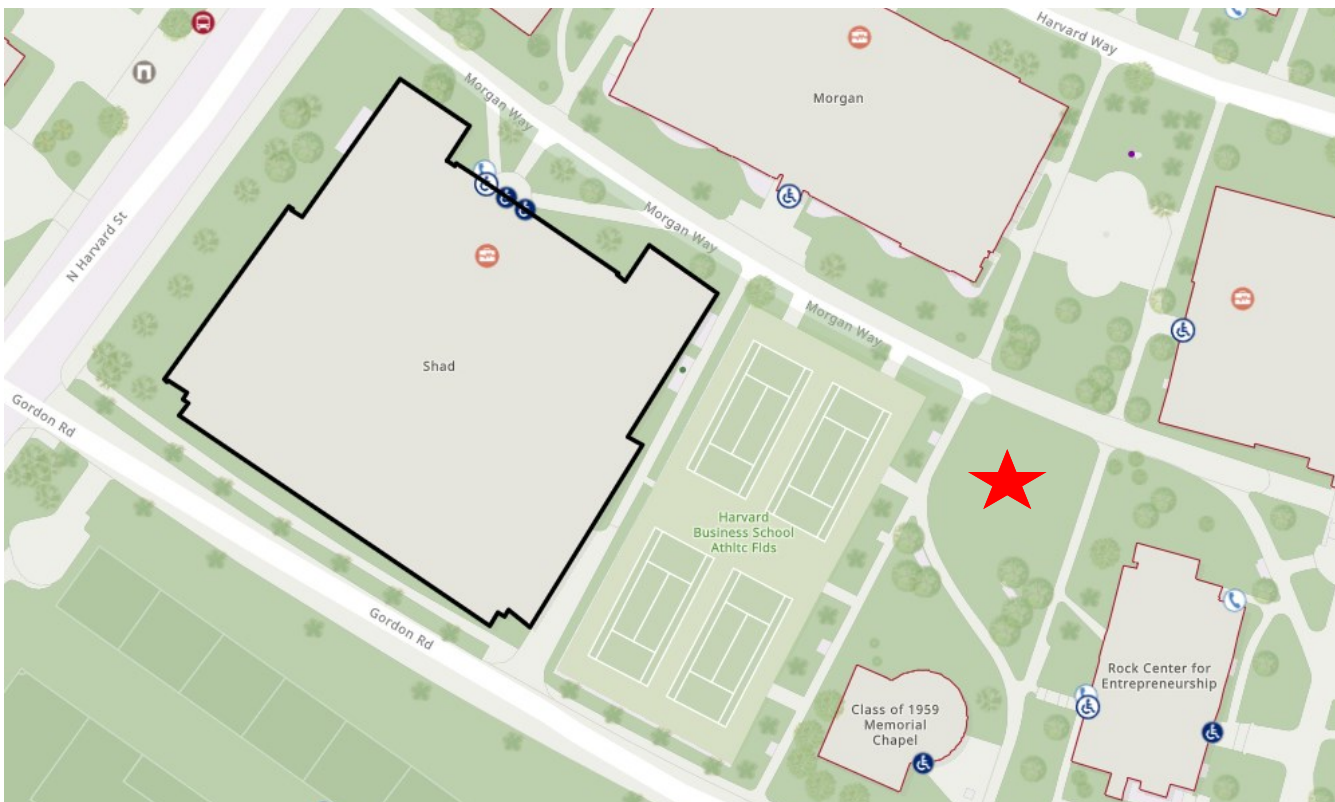 Harvard Way
Morgan Way
Morgan
N Harvard St
Morgan Way
Morgan Way
Shad
Gordon Rd
Harvard
Business School
Athltc Flds
Gordon Rd
Rock Center for
Entrepreneurship
Class of 1959
Memorial
Chapel